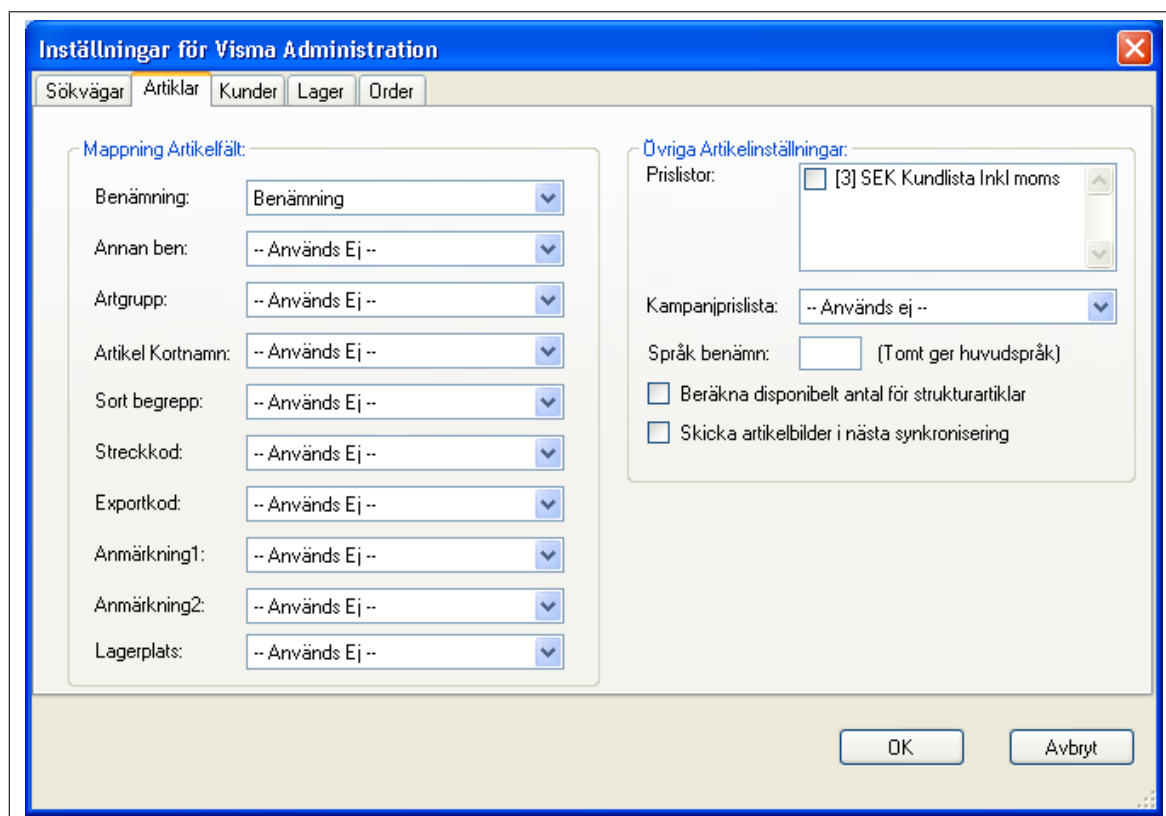 Inställningar för Visma Administration
Sökvägar Artiklar Kunder Lager Order
Mappning Artikelfält:
Benämning: Benämning
Annan ben: -- Används Ej --
Artgrupp: -- Används Ej --
Artikel Kortnamn: -- Används Ej --
Sort begrepp: -- Används Ej --
Streckkod: -- Används Ej --
Exportkod: -- Används Ej --
Anmärkning1: -- Används Ej --
Anmärkning2: -- Används Ej --
Lagerplats: -- Används Ej --
Övriga Artikelinställningar:
Prislistor: [3] SEK Kundlista Inkl moms
Kampanjprislista: -- Används ej --
Språk benämn: (Tomt ger huvudspråk)
Beräkna disponibelt antal för strukturartiklar
Skicka artikelbilder i nästa synkronisering
OK Avbryt